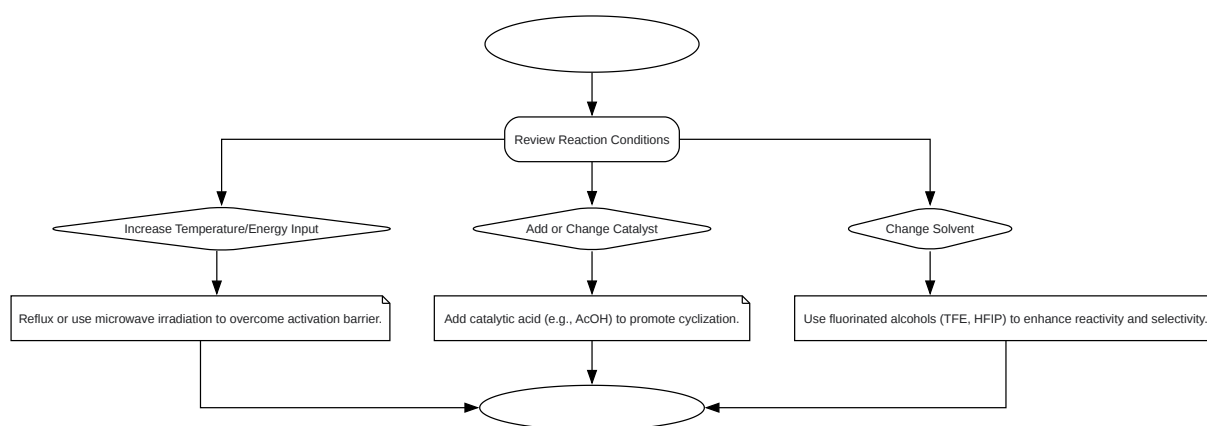 Review Reaction Conditions
Increase Temperature/Energy Input
Add or Change Catalyst
Change Solvent
Reflux or use microwave irradiation to overcome activation barrier.
Add catalytic acid (e.g., AcOH) to promote cyclization.
Use fluorinated alcohols (TFE, HFIP) to enhance reactivity and selectivity.